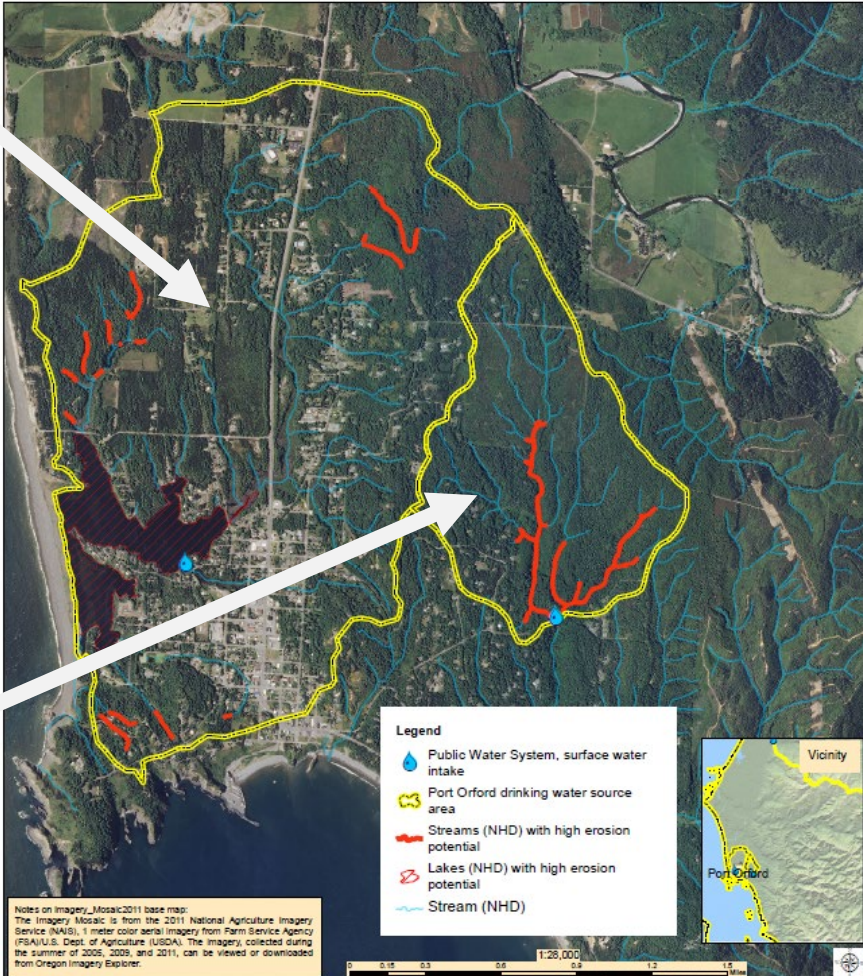 Legend
Public Water System, surface water
intake
Port Orford drinking water source
area
Streams (NHD) with high erosion
potential
Lakes (NHD) with high erosion
potential
Stream (NHD)
Vicinity
Port Orford
Notes on Imagery_Mosaic2011 base map:
The Imagery Mosaic is from the 2011 National Agriculture Imagery
Service (NAIS), 1 meter color aerial imagery from Farm Service Agency
(FSA)/U.S. Dept. of Agriculture (USDA). The imagery, collected during
the summer of 2005, 2009, and 2011, can be viewed or downloaded
from Oregon Imagery Explorer.
1:28,000
0 0.3 0.6 0.9 1.2 1.5
Miles